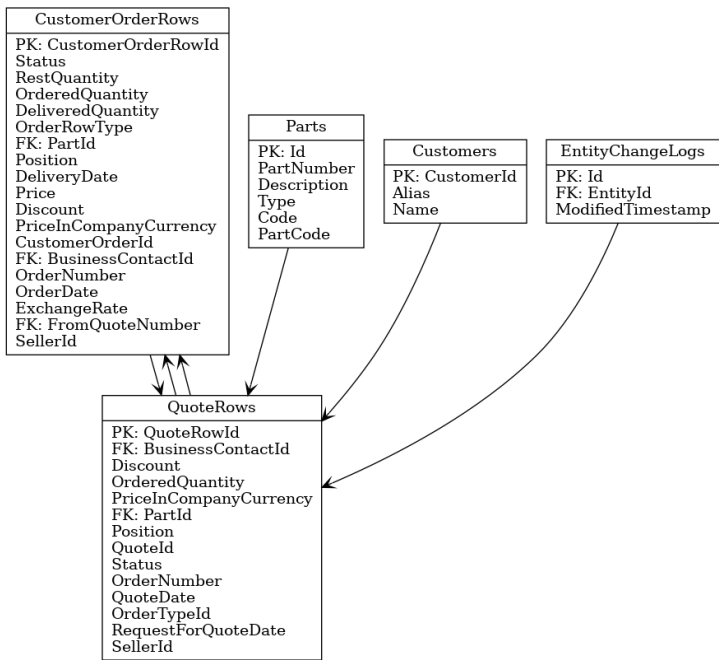 CustomerOrderRows
PK: CustomerOrderRowId
Status
RestQuantity
OrderedQuantity
DeliveredQuantity
OrderRowType
FK: PartId
Position
DeliveryDate
Price
Discount
PriceInCompanyCurrency
CustomerOrderId
FK: BusinessContactId
OrderNumber
OrderDate
ExchangeRate
FK: FromQuoteNumber
SellerId
Parts
PK: Id
PartNumber
Description
Type
Code
PartCode
Customers
PK: CustomerId
Alias
Name
EntityChangeLogs
PK: Id
FK: EntityId
ModifiedTimestamp
QuoteRows
PK: QuoteRowId
FK: BusinessContactId
Discount
OrderedQuantity
PriceInCompanyCurrency
FK: PartId
Position
QuoteId
Status
OrderNumber
QuoteDate
OrderTypeId
RequestForQuoteDate
SellerId